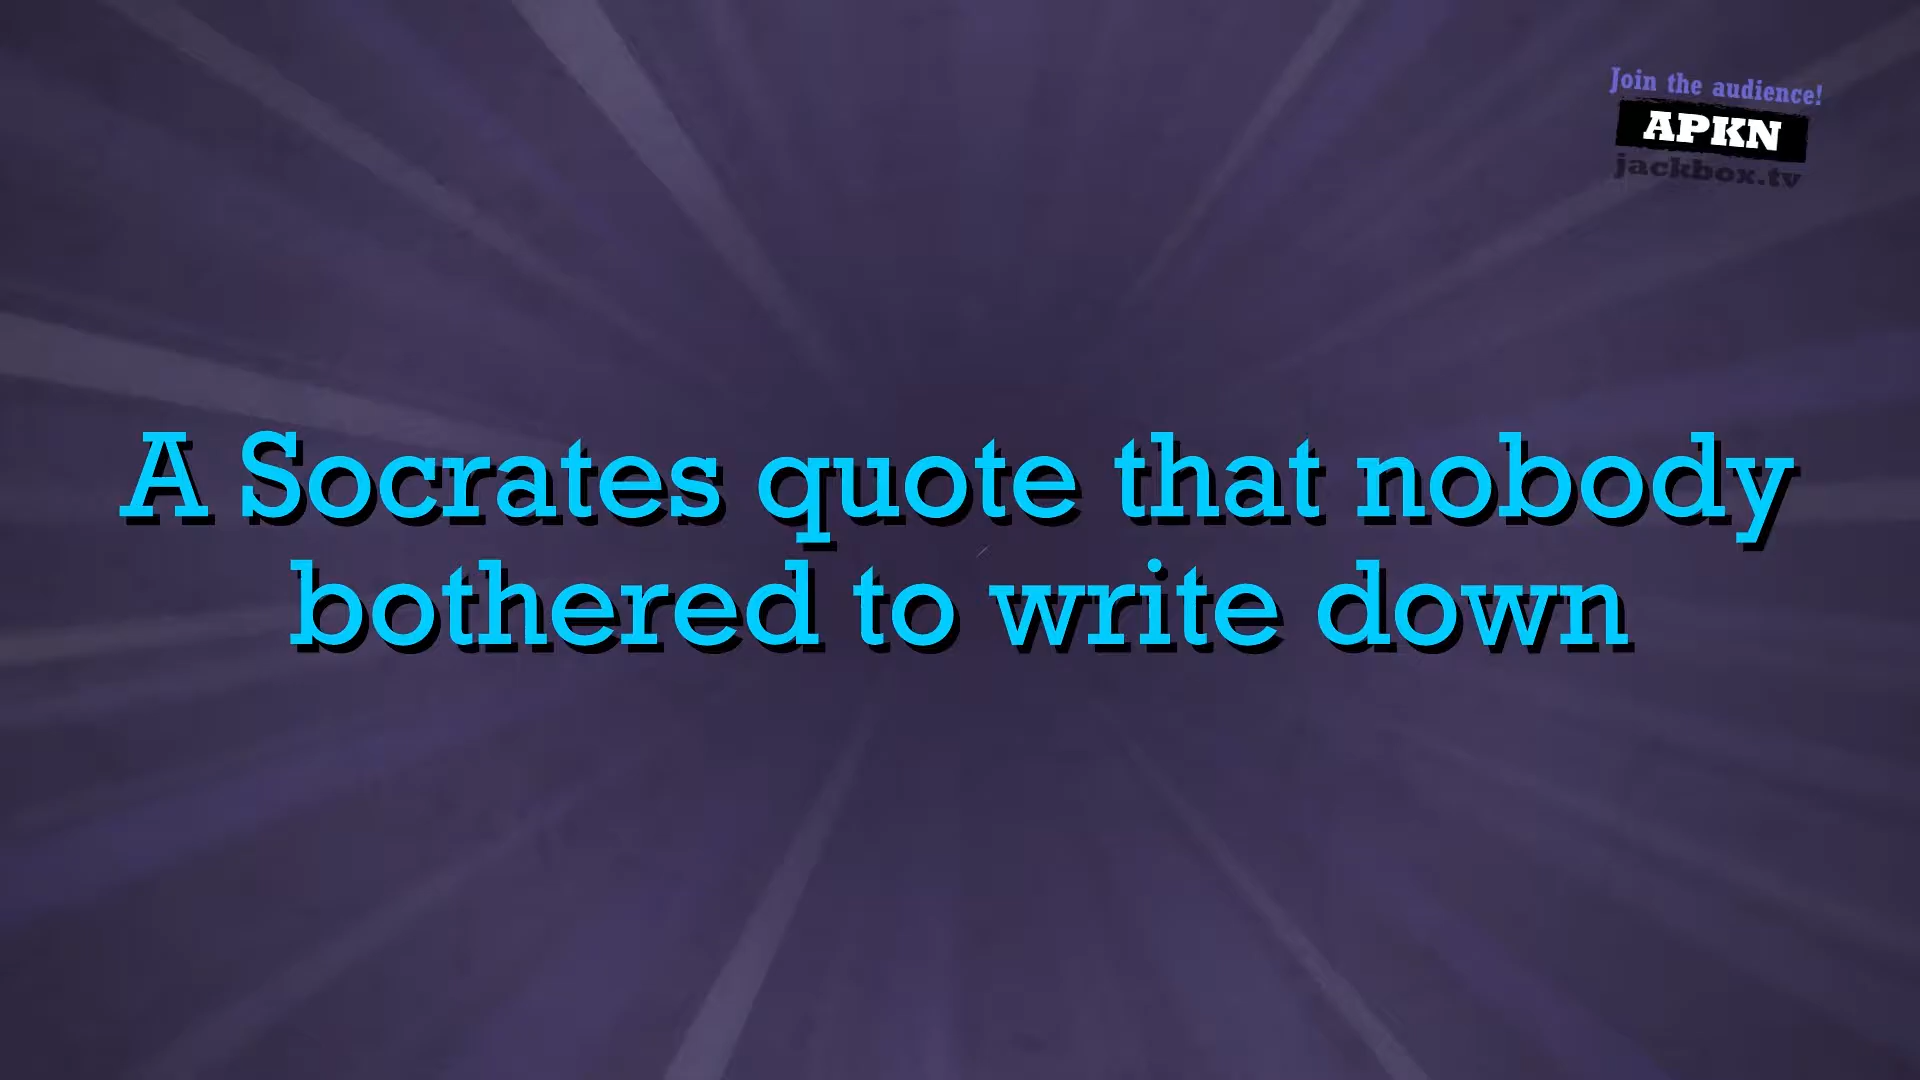 Join the audience!
APKN
jackbox.tv
A Socrates quote that nobody
bothered to write down